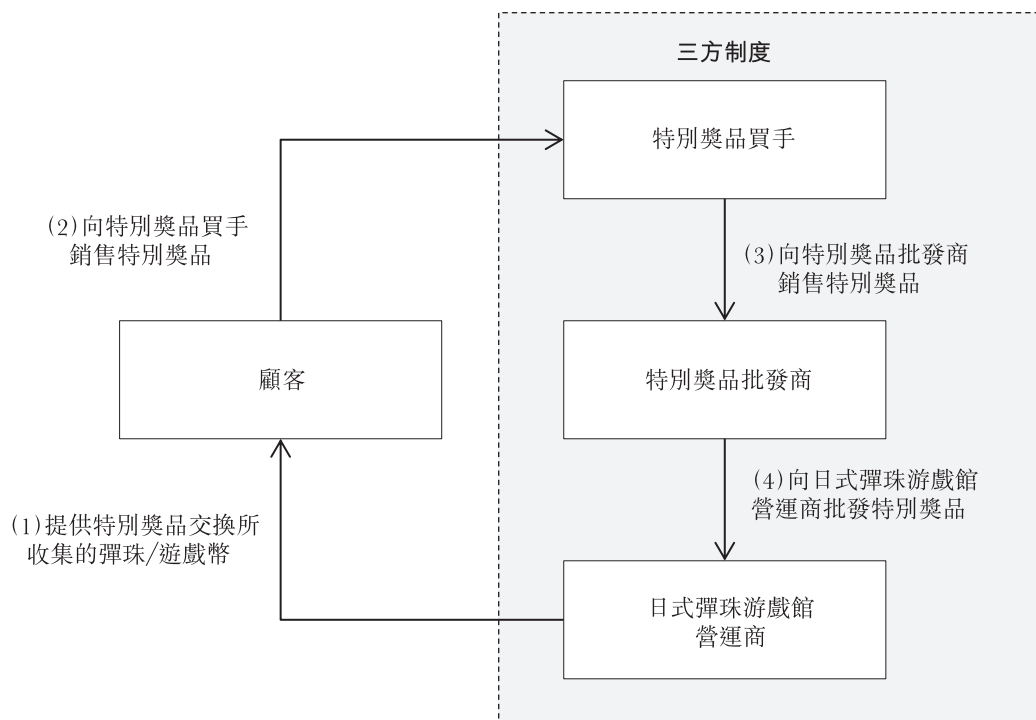 三方制度
特別獎品買手
(2)向特別獎品買手
銷售特別獎品
(3)向特別獎品批發商
銷售特別獎品
顧客
特別獎品批發商
(4)向日式彈珠游戲館
營運商批發特別獎品
(1)提供特別獎品交換所
收集的彈珠/遊戲幣
日式彈珠游戲館
營運商